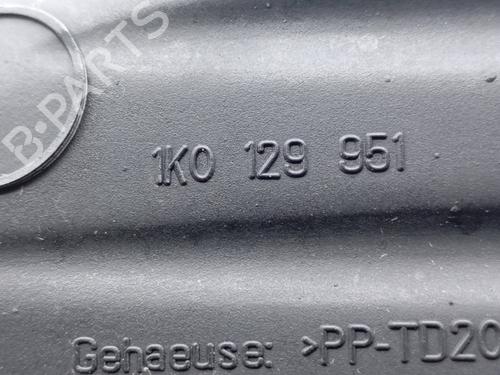 B-PARTS
1K0 129 951
Gehaeuse: >PP-TD20